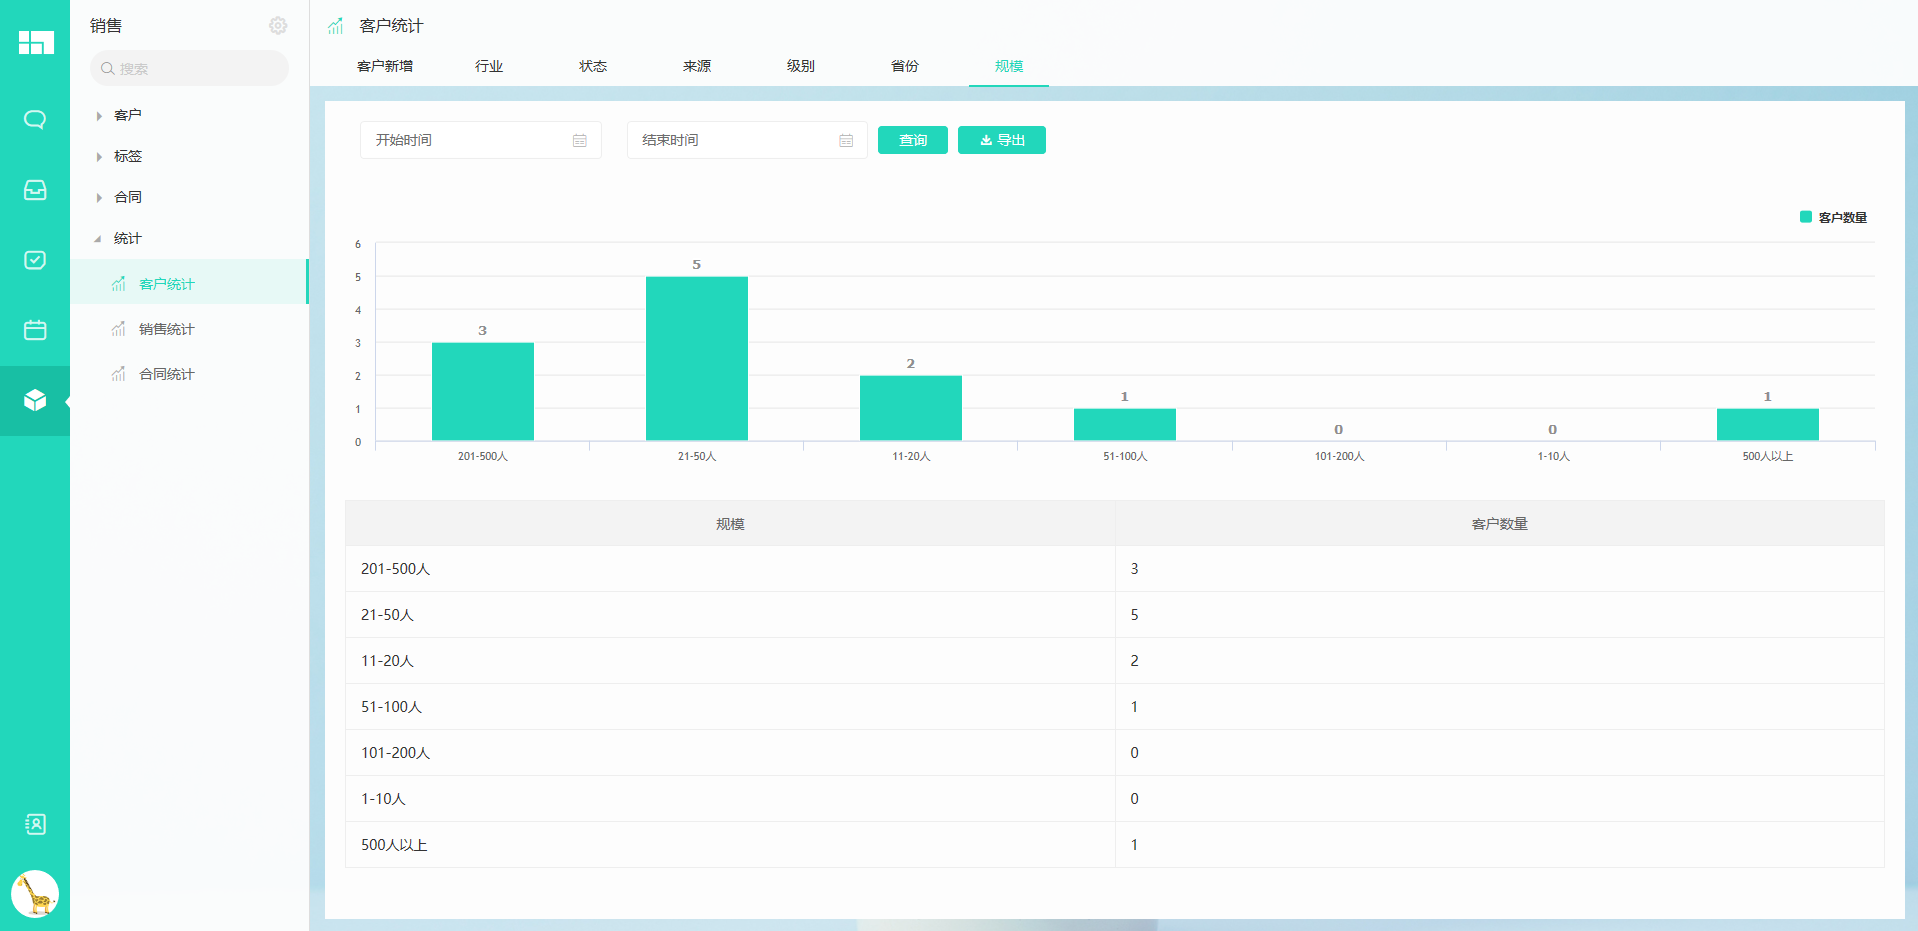 销售
搜索
客户
标签
合同
统计
客户统计
销售统计
合同统计
客户统计
客户新增 行业 状态 来源 级别 省份 规模
开始时间 结束时间 查询 导出
客户数量
6
5
4
3
2
1
0
3 5 2 1 0 0 1
201-500人 21-50人 11-20人 51-100人 101-200人 1-10人 500人以上
规模 客户数量
201-500人 3
21-50人 5
11-20人 2
51-100人 1
101-200人 0
1-10人 0
500人以上 1